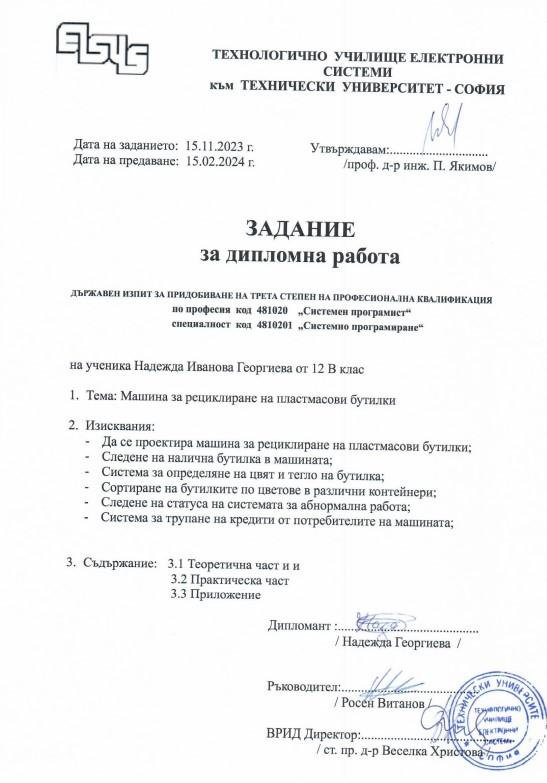 elsys
ТЕХНОЛОГИЧНО УЧИЛИЩЕ ЕЛЕКТРОННИ
СИСТЕМИ
към ТЕХНИЧЕСКИ УНИВЕРСИТЕТ - СОФИЯ
Дата на заданието: 15.11.2023 г.
Утвърждавам:..............................
Дата на предаване: 15.02.2024 г.
/проф. д-р инж. П. Якимов/
ЗАДАНИЕ
за дипломна работа
ДЪРЖАВЕН ИЗПИТ ЗА ПРИДОБИВАНЕ НА ТРЕТА СТЕПЕН НА ПРОФЕСИОНАЛНА КВАЛИФИКАЦИЯ
по професия код 481020 „Системен програмист“
специалност код 4810201 „Системно програмиране“
на ученика Надежда Иванова Георгиева от 12 В клас
1. Тема: Машина за рециклиране на пластмасови бутилки
2. Изисквания:
- Да се проектира машина за рециклиране на пластмасови бутилки;
- Следене на налична бутилка в машината;
- Система за определяне на цвят и тегло на бутилка;
- Сортиране на бутилките по цветове в различни контейнери;
- Следене на статуса на системата за абнормална работа;
- Система за трупане на кредити от потребителите на машината;
3. Съдържание: 3.1 Теоретична част и и
3.2 Практическа част
3.3 Приложение
Дипломант :...........................................
/ Надежда Георгиева /
Ръководител:........................................
/ Росен Витанов /
ВРИД Директор:.....................................
/ ст. пр. д-р Веселка Христова /
ТЕХНИЧЕСКИ УНИВЕРСИТЕ
ТЕХНОЛОГИЧНО
УЧИЛИЩЕ
ЕЛЕКТРОННИ
СИСТЕМИ
София